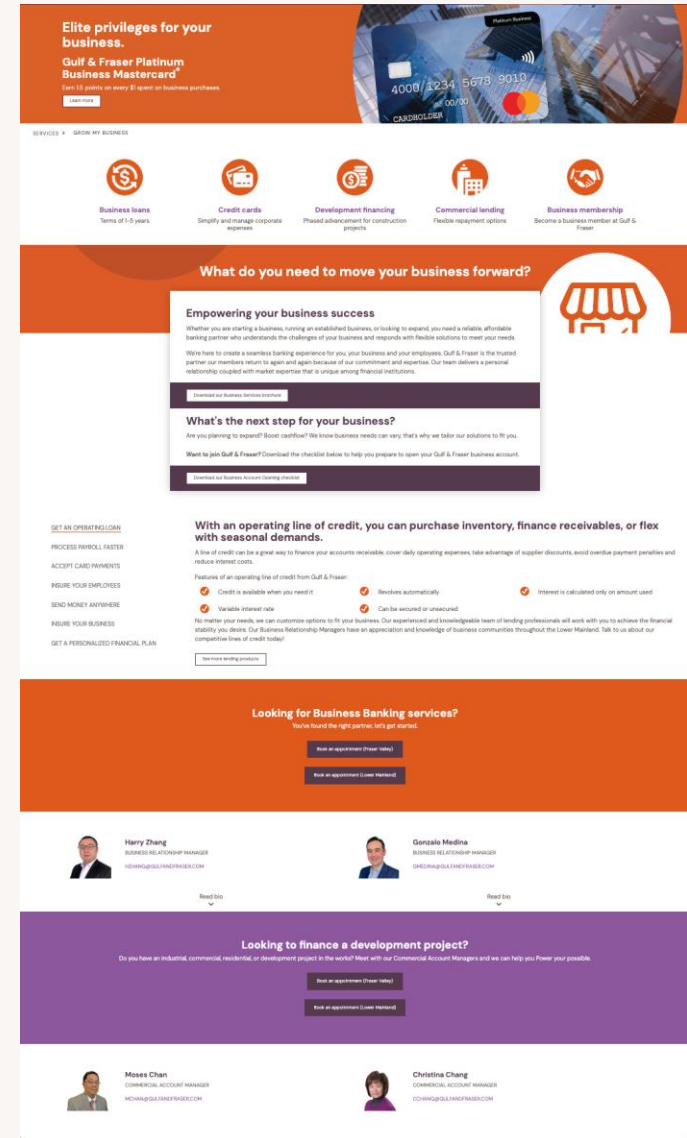 Elite privileges for your
business.
Gulf & Fraser Platinum
Business Mastercard®
Earn 1.5 points on every $1 spent on business purchases.
Learn more
Platinum Business
4000 1234 5678 9010
00/00
CARDHOLDER
SERVICES > GROW MY BUSINESS
Business loans
Terms of 1-5 years
Credit cards
Simplify and manage corporate
expenses
Development financing
Phased advancement for construction
projects
Commercial lending
Flexible repayment options
Business membership
Become a business member at Gulf &
Fraser
What do you need to move your business forward?
Empowering your business success
Whether you are starting a business, running an established business, or looking to expand, you need a reliable, affordable
banking partner who understands the challenges of your business and responds with flexible solutions to meet your needs.
We're here to create a seamless banking experience for you, your business and your employees. Gulf & Fraser is the trusted
partner our members return to again and again because of our commitment and expertise. Our team delivers a personal
relationship coupled with market expertise that is unique among financial institutions.
Download our Business Services brochure
What's the next step for your business?
Are you planning to expand? Boost cashflow? We know business needs can vary, that's why we tailor our solutions to fit you.
Want to join Gulf & Fraser? Download the checklist below to help you prepare to open your Gulf & Fraser business account.
Download our Business Account Opening checklist
GET AN OPERATING LOAN
PROCESS PAYROLL FASTER
ACCEPT CARD PAYMENTS
INSURE YOUR EMPLOYEES
SEND MONEY ANYWHERE
INSURE YOUR BUSINESS
GET A PERSONALIZED FINANCIAL PLAN
With an operating line of credit, you can purchase inventory, finance receivables, or flex
with seasonal demands.
A line of credit can be a great way to finance your accounts receivable, cover daily operating expenses, take advantage of supplier discounts, avoid overdue payment penalties and
reduce interest costs.
Features of an operating line of credit from Gulf & Fraser:
Credit is available when you need it
Revolves automatically
Interest is calculated only on amount used
Variable interest rate
Can be secured or unsecured
No matter your needs, we can customize options to fit your business. Our experienced and knowledgeable team of lending professionals will work with you to achieve the financial
stability you desire. Our Business Relationship Managers have an appreciation and knowledge of business communities throughout the Lower Mainland. Talk to us about our
competitive lines of credit today!
See more lending products
Looking for Business Banking services?
You've found the right partner, let's get started.
Book an appointment (Fraser Valley)
Book an appointment (Lower Mainland)
Harry Zhang
BUSINESS RELATIONSHIP MANAGER
HZHANG@GULFANDFRASER.COM
Read bio
Gonzalo Medina
BUSINESS RELATIONSHIP MANAGER
GMEDINA@GULFANDFRASER.COM
Read bio
Looking to finance a development project?
Do you have an industrial, commercial, residential, or development project in the works? Meet with our Commercial Account Managers and we can help you Power your possible.
Book an appointment (Fraser Valley)
Book an appointment (Lower Mainland)
Moses Chan
COMMERCIAL ACCOUNT MANAGER
MCHAN@GULFANDFRASER.COM
Christina Chang
COMMERCIAL ACCOUNT MANAGER
CCHANG@GULFANDFRASER.COM